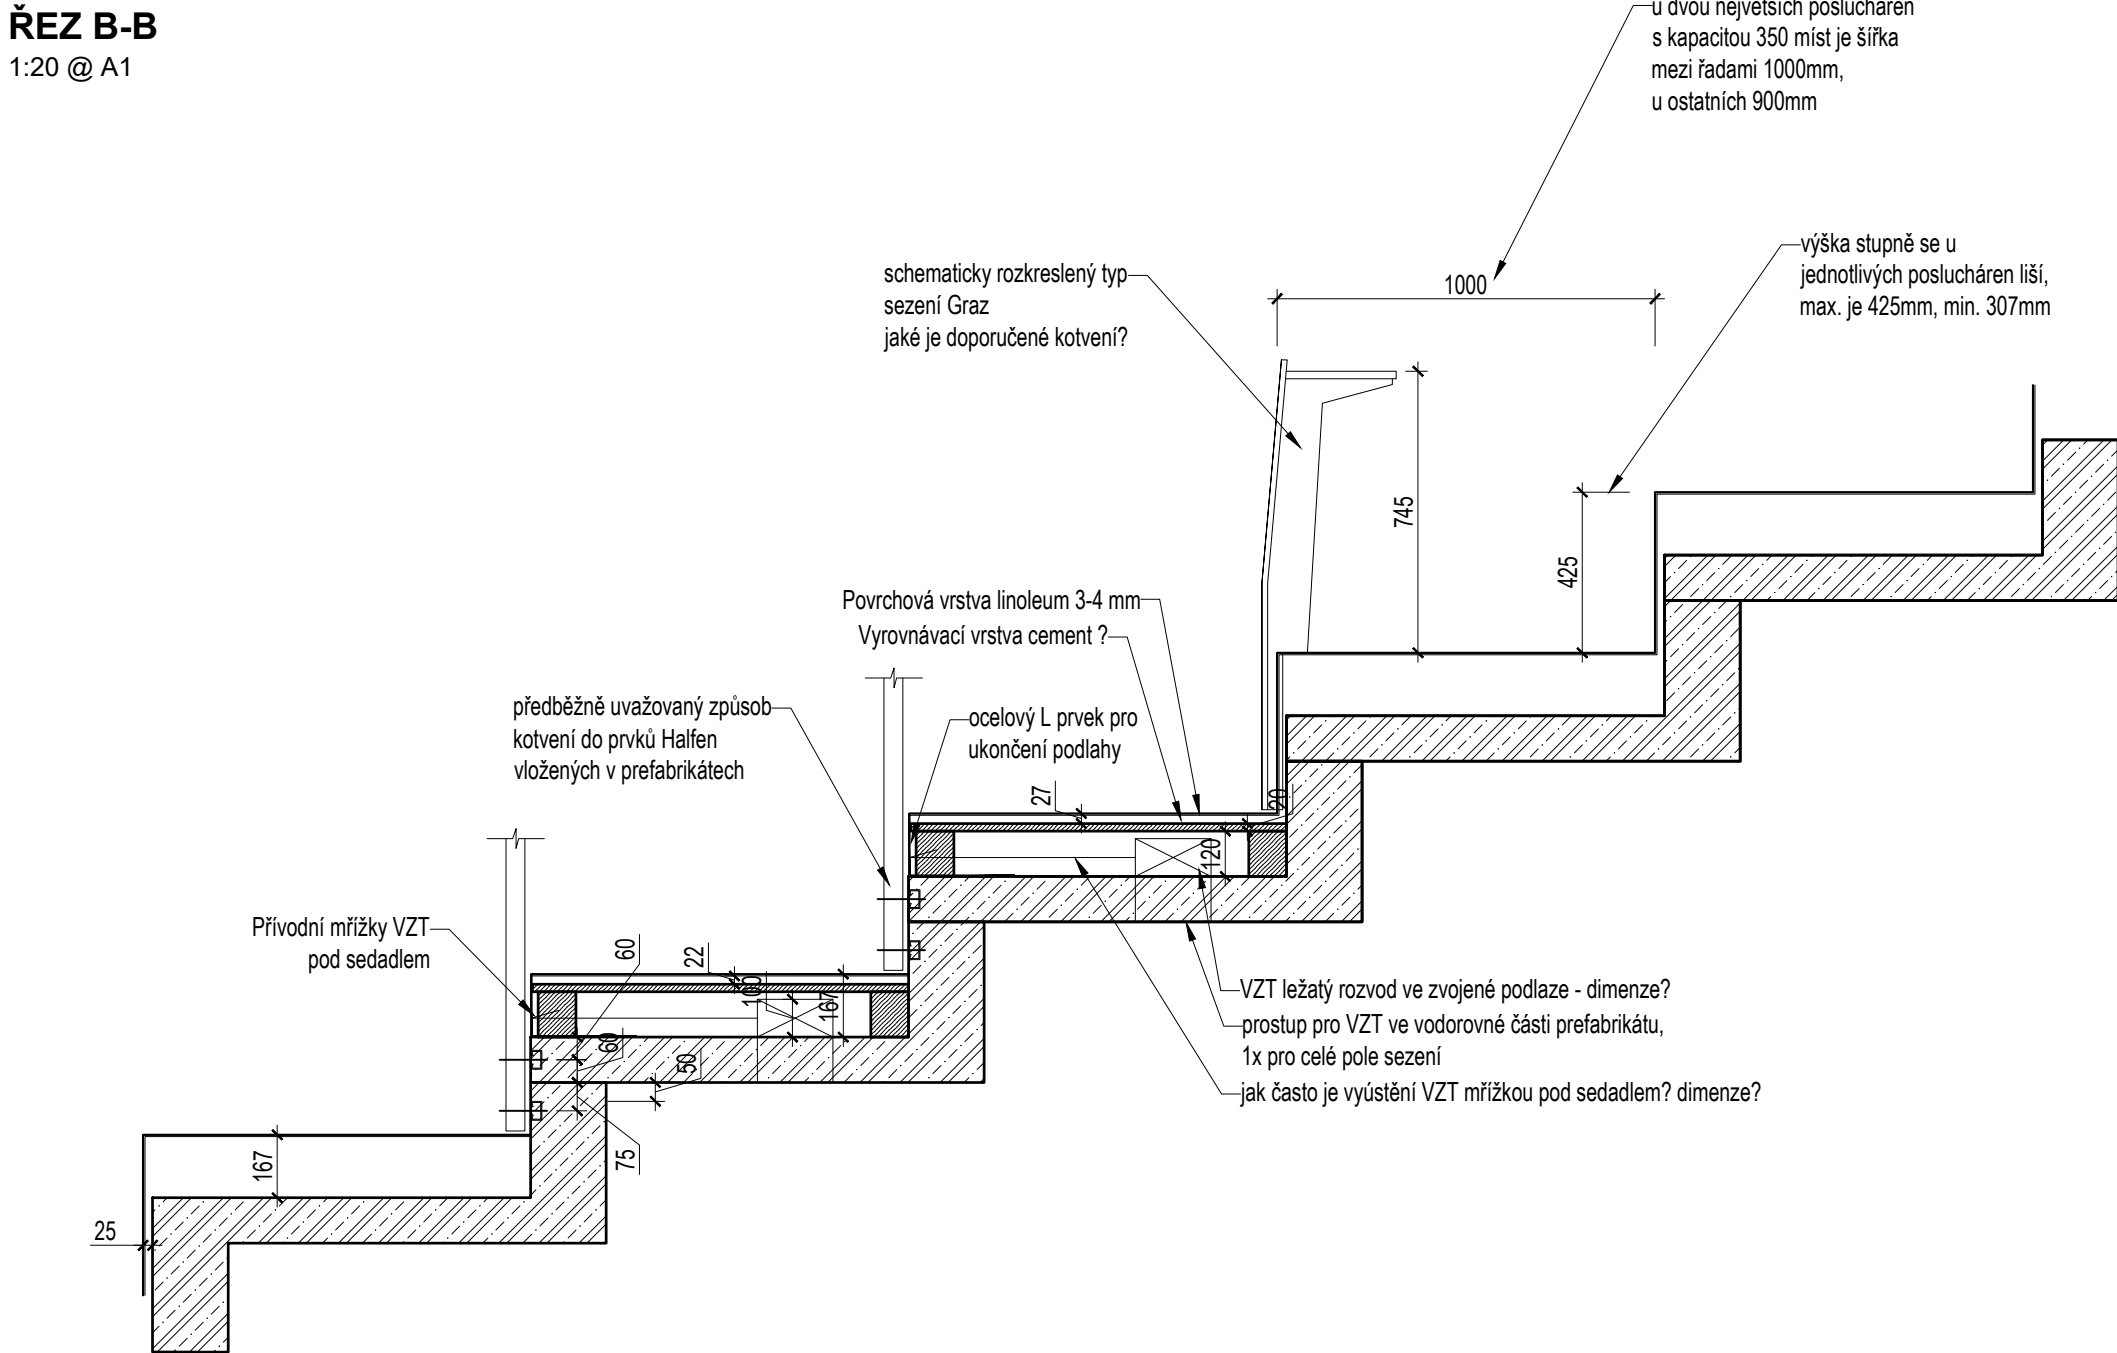 ŘEZ B-B
1:20 @ A1
u dvou největších poslucháren
s kapacitou 350 míst je šířka
mezi řadami 1000mm,
u ostatních 900mm
výška stupně se u
jednotlivých poslucháren liší,
max. je 425mm, min. 307mm
schematicky rozkreslený typ
sezení Graz
jaké je doporučené kotvení?
1000
745
425
Povrchová vrstva linoleum 3-4 mm
Vyrovnávací vrstva cement ?
předběžně uvažovaný způsob
kotvení do prvků Halfen
vložených v prefabrikátech
ocelový L prvek pro
ukončení podlahy
27
20
120
Přívodní mřížky VZT
pod sedadlem
60
22
100
167
60
50
75
VZT ležatý rozvod ve zvojené podlaze - dimenze?
prostup pro VZT ve vodorovné části prefabrikátu,
1x pro celé pole sezení
jak často je vyústění VZT mřížkou pod sedadlem? dimenze?
167
25